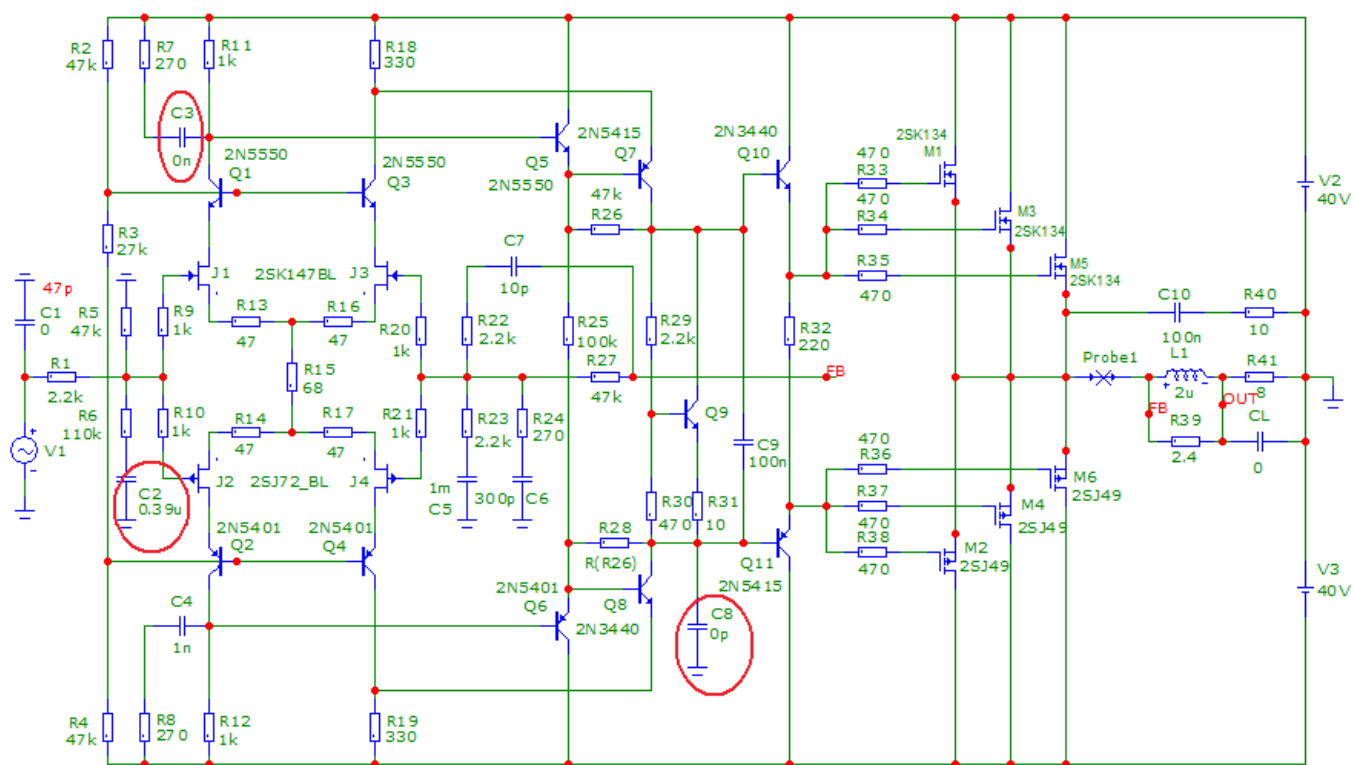 R2
47k
R7
270
R11
1k
R18
330
C3
0n
2N5550
Q1
2N5550
Q3
Q5
2N5550
2N5415
Q7
2N3440
Q10
470
R33
470
R34
R35
470
2SK134
M1
M3
2SK134
M5
2SK134
V2
40V
R3
27k
47k
R26
C7
10p
47p
C1
0
R5
47k
R9
1k
J1
2SK147BL
J3
R13
47
R16
47
R20
1k
R22
2.2k
R25
100k
R29
2.2k
R32
220
C10
100n
R40
10
R1
2.2k
R15
68
R27
47k
FB
Probe1
L1
+
-
2u
R41
8
V1
+
-
R6
110k
R10
1k
R14
47
R17
47
R21
1k
R23
2.2k
R24
270
Q9
C9
100n
FB
OUT
R39
2.4
CL
0
C2
0.39u
J2
2SJ72_BL
J4
1m
C5
300p
C6
R30
470
R31
10
470
R36
R37
470
R38
470
M6
2SJ49
M4
2SJ49
M2
2SJ49
2N5401
Q2
2N5401
Q4
R28
R(R26)
Q11
2N5415
2N5401
Q6
Q8
2N3440
C8
0p
V3
40V
C4
1n
R4
47k
R8
270
R12
1k
R19
330